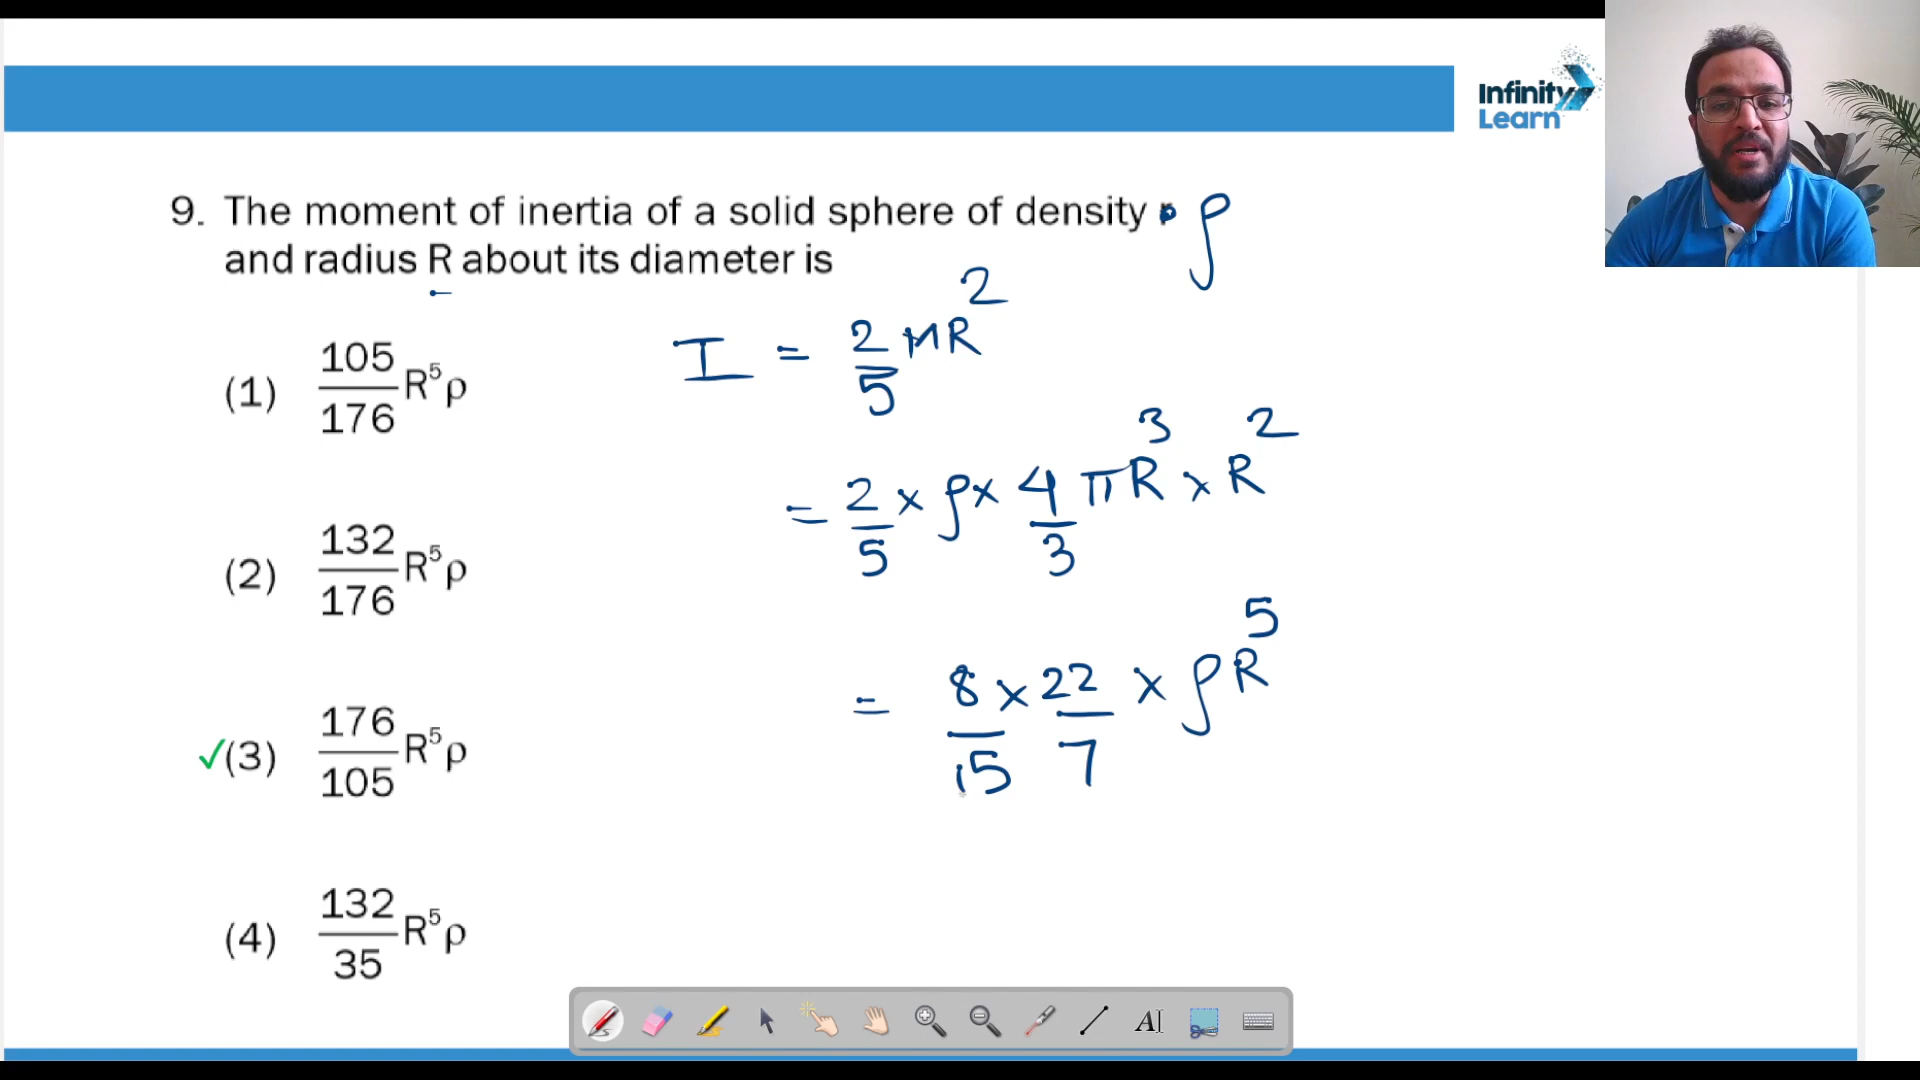 Infinity
Learn
9. The moment of inertia of a solid sphere of density ρ
and radius R about its diameter is
I = 2/5 MR²
(1) 105/176 R⁵ρ
= 2/5 × ρ × 4/3 πR³ × R²
(2) 132/176 R⁵ρ
= 8/15 × 22/7 × ρR⁵
✓(3) 176/105 R⁵ρ
(4) 132/35 R⁵ρ
AI